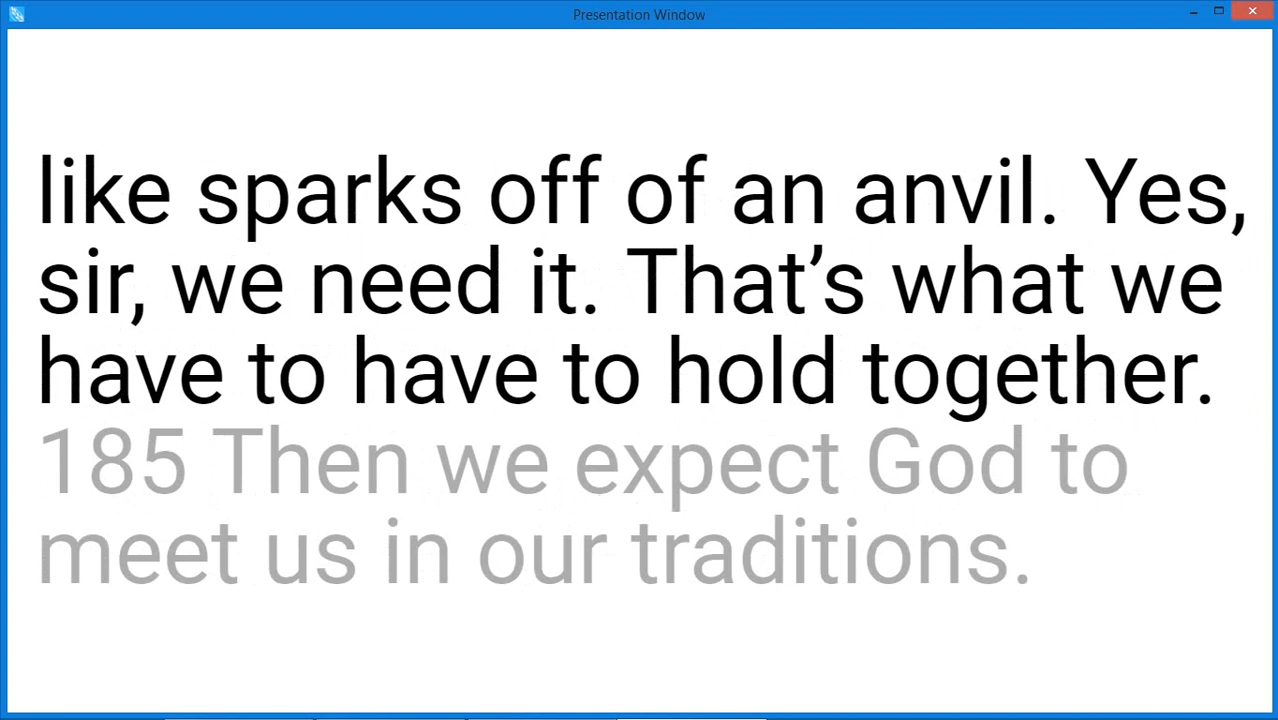 Presentation Window
like sparks off of an anvil. Yes,
sir, we need it. That’s what we
have to have to hold together.
185 Then we expect God to
meet us in our traditions.